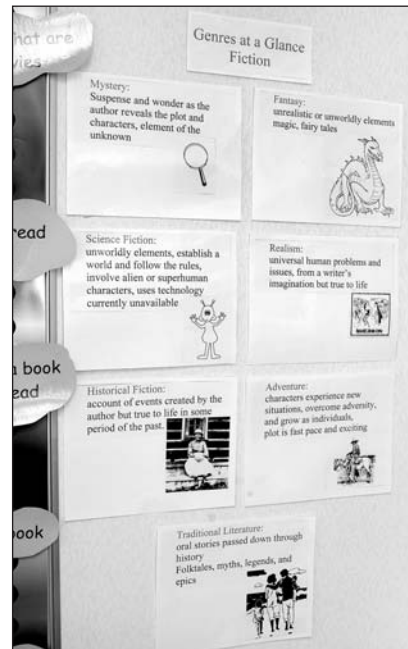 hat are
vies
read
book
ead
book
Genres at a Glance
Fiction
Mystery:
Suspense and wonder as the
author reveals the plot and
characters, element of the
unknown
Fantasy:
unrealistic or unworldly elements
magic, fairy tales
Science Fiction:
unworldly elements, establish a
world and follow the rules,
involve alien or superhuman
characters, uses technology
currently unavailable
Realism:
universal human problems and
issues, from a writer's
imagination but true to life
Historical Fiction:
account of events created by the
author but true to life in some
period of the past.
Adventure:
characters experience new
situations, overcome adversity,
and grow as individuals,
plot is fast pace and exciting
Traditional Literature:
oral stories passed down through
history
Folktales, myths, legends, and
epics